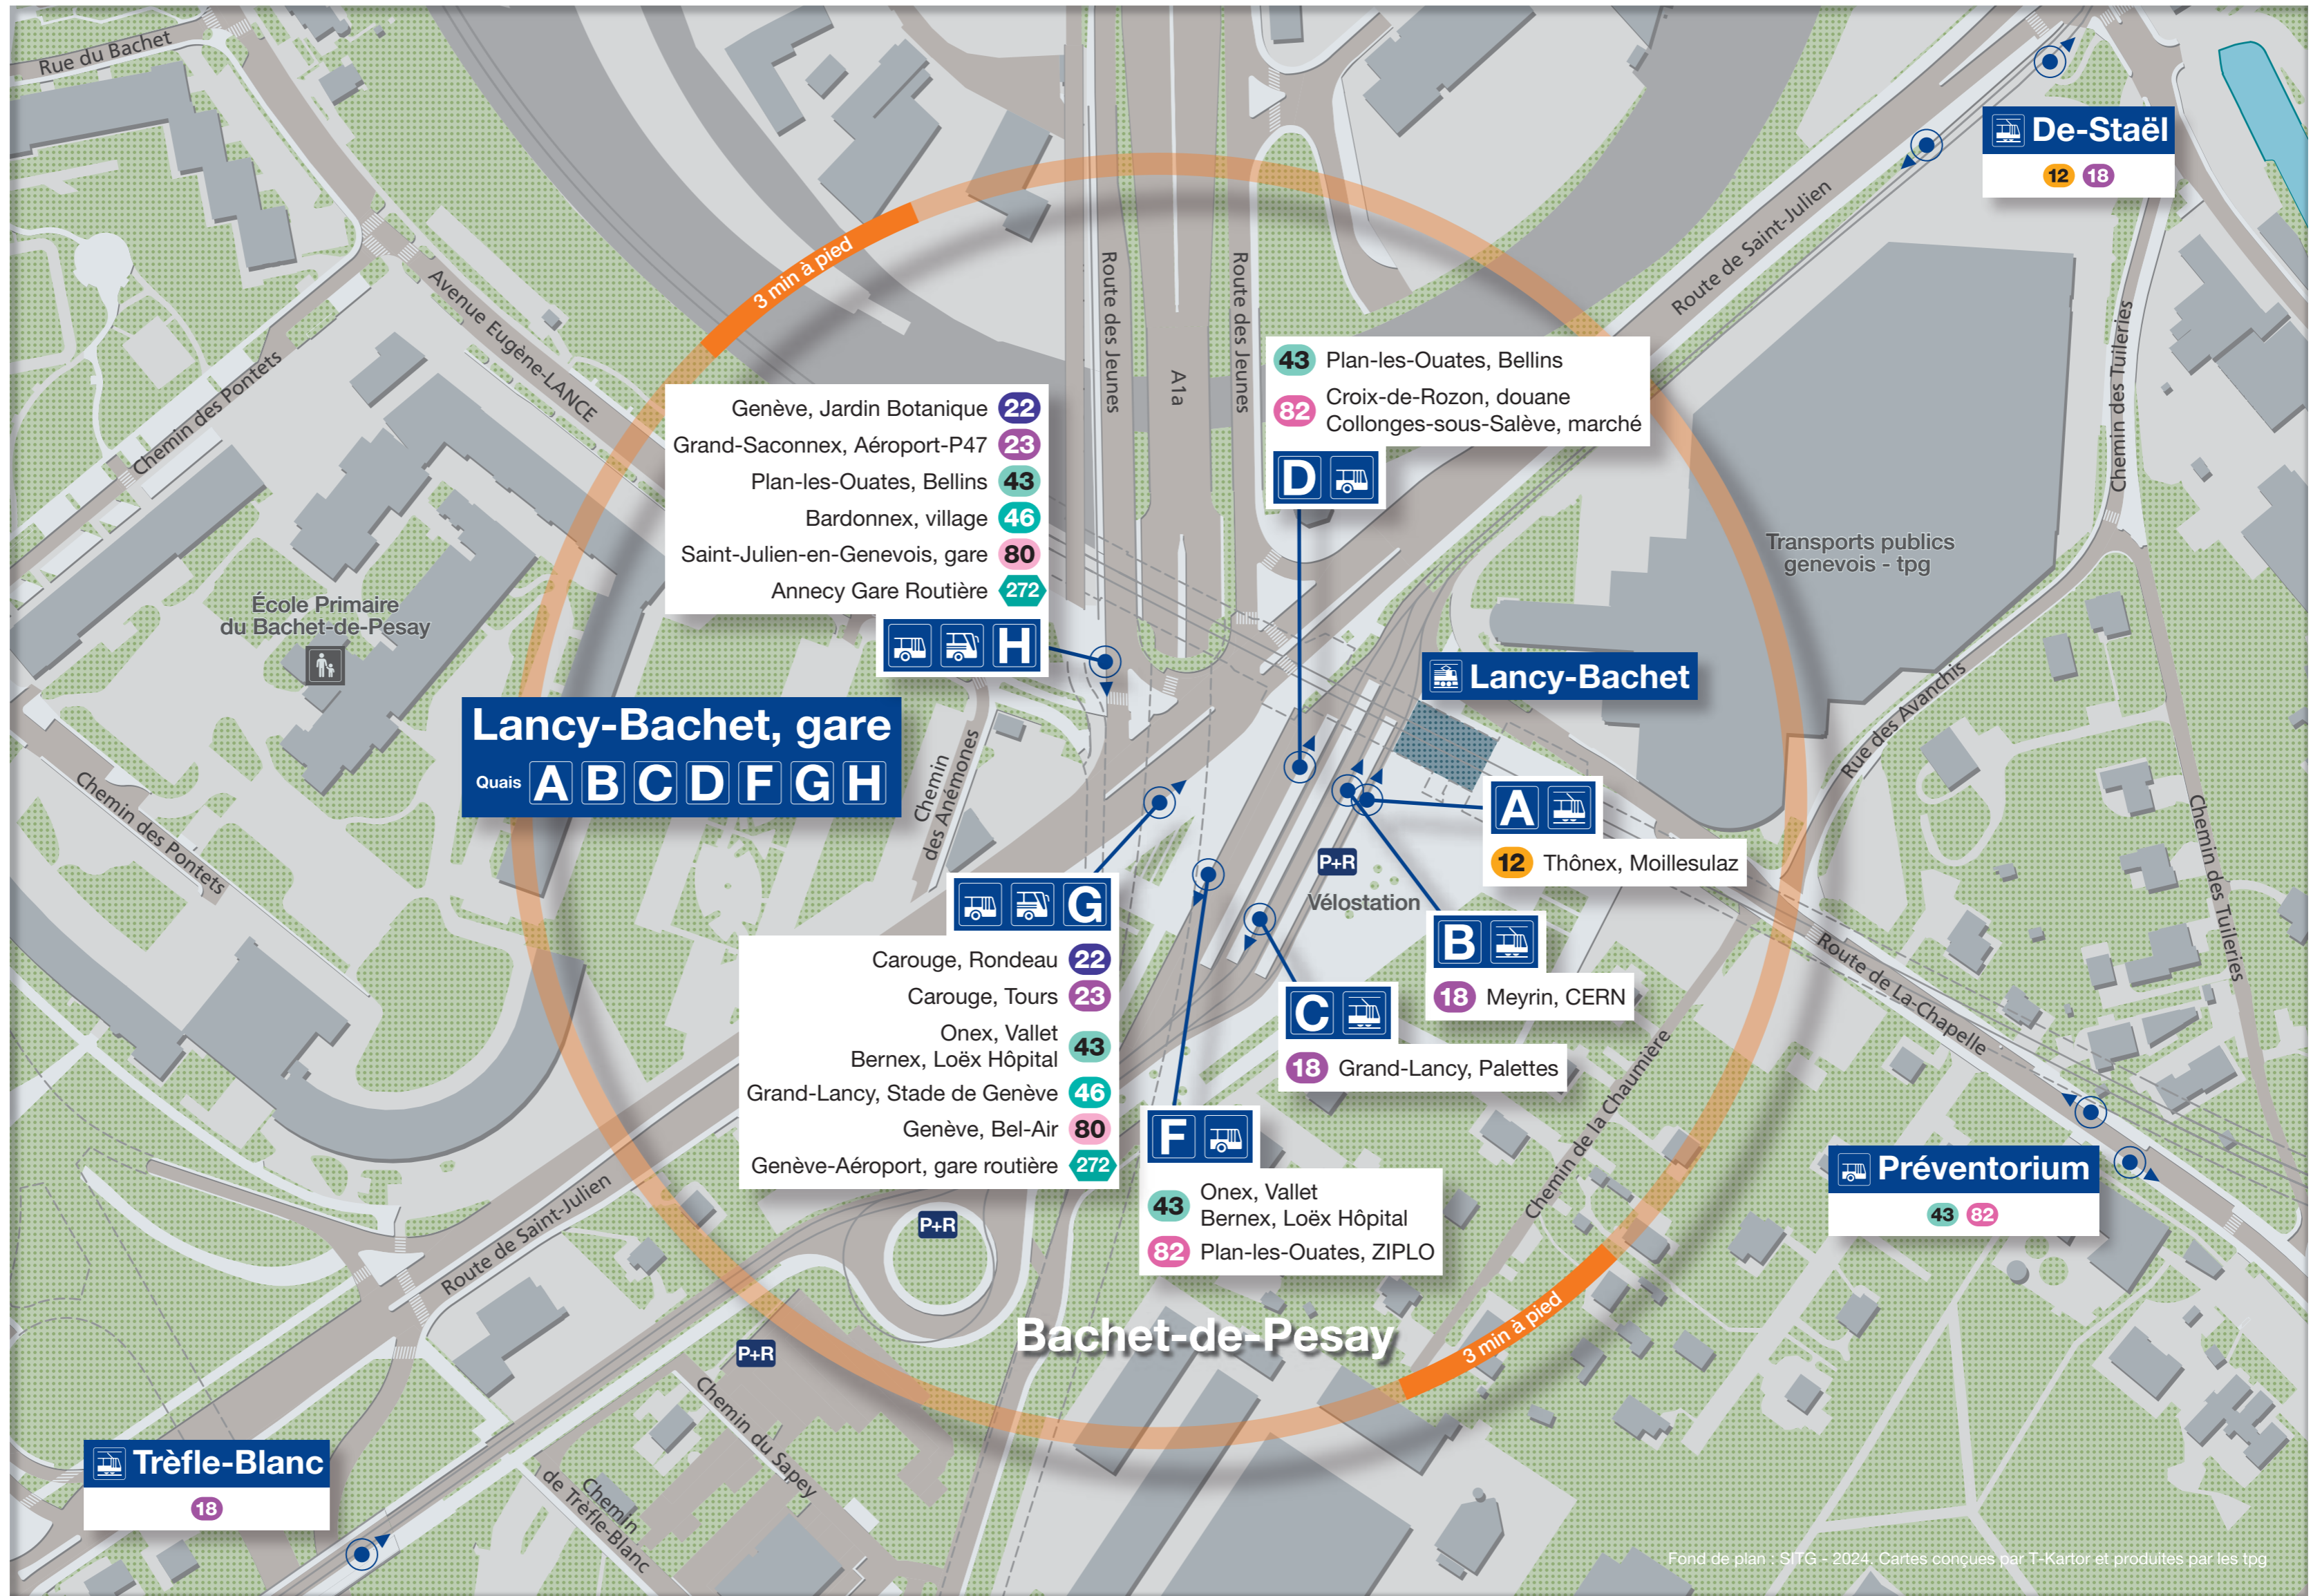 Rue du Bachet
De-Staël
12 18
Route de Saint-Julien
3 min à pied
Avenue Eugène-LANCE
Route des Jeunes
A1a
Route des Jeunes
Chemin des Tuileries
Chemin des Pontets
43 Plan-les-Ouates, Bellins
82 Croix-de-Rozon, douane
Collonges-sous-Salève, marché
D
Genève, Jardin Botanique 22
Grand-Saconnex, Aéroport-P47 23
Plan-les-Ouates, Bellins 43
Bardonnex, village 46
Saint-Julien-en-Genevois, gare 80
Annecy Gare Routière 272
H
Transports publics
genevois - tpg
École Primaire
du Bachet-de-Pesay
Lancy-Bachet
Lancy-Bachet, gare
Quais A B C D F G H
Chemin
des Anémones
Rue des Avanchis
Chemin des Pontets
Chemin des Tuileries
A
12 Thônex, Moillesulaz
P+R
Vélostation
B
18 Meyrin, CERN
C
18 Grand-Lancy, Palettes
G
Carouge, Rondeau 22
Carouge, Tours 23
Onex, Vallet
Bernex, Loëx Hôpital 43
Grand-Lancy, Stade de Genève 46
Genève, Bel-Air 80
Genève-Aéroport, gare routière 272
Route de La-Chapelle
Chemin de la Chaumière
F
43 Onex, Vallet
Bernex, Loëx Hôpital
82 Plan-les-Ouates, ZIPLO
Préventorium
43 82
Route de Saint-Julien
P+R
Bachet-de-Pesay
3 min à pied
P+R
Chemin du Sapey
Chemin
de Trèfle-Blanc
Trèfle-Blanc
18
Fond de plan : SITG - 2024. Cartes conçues par T-Kartor et produites par les tpg